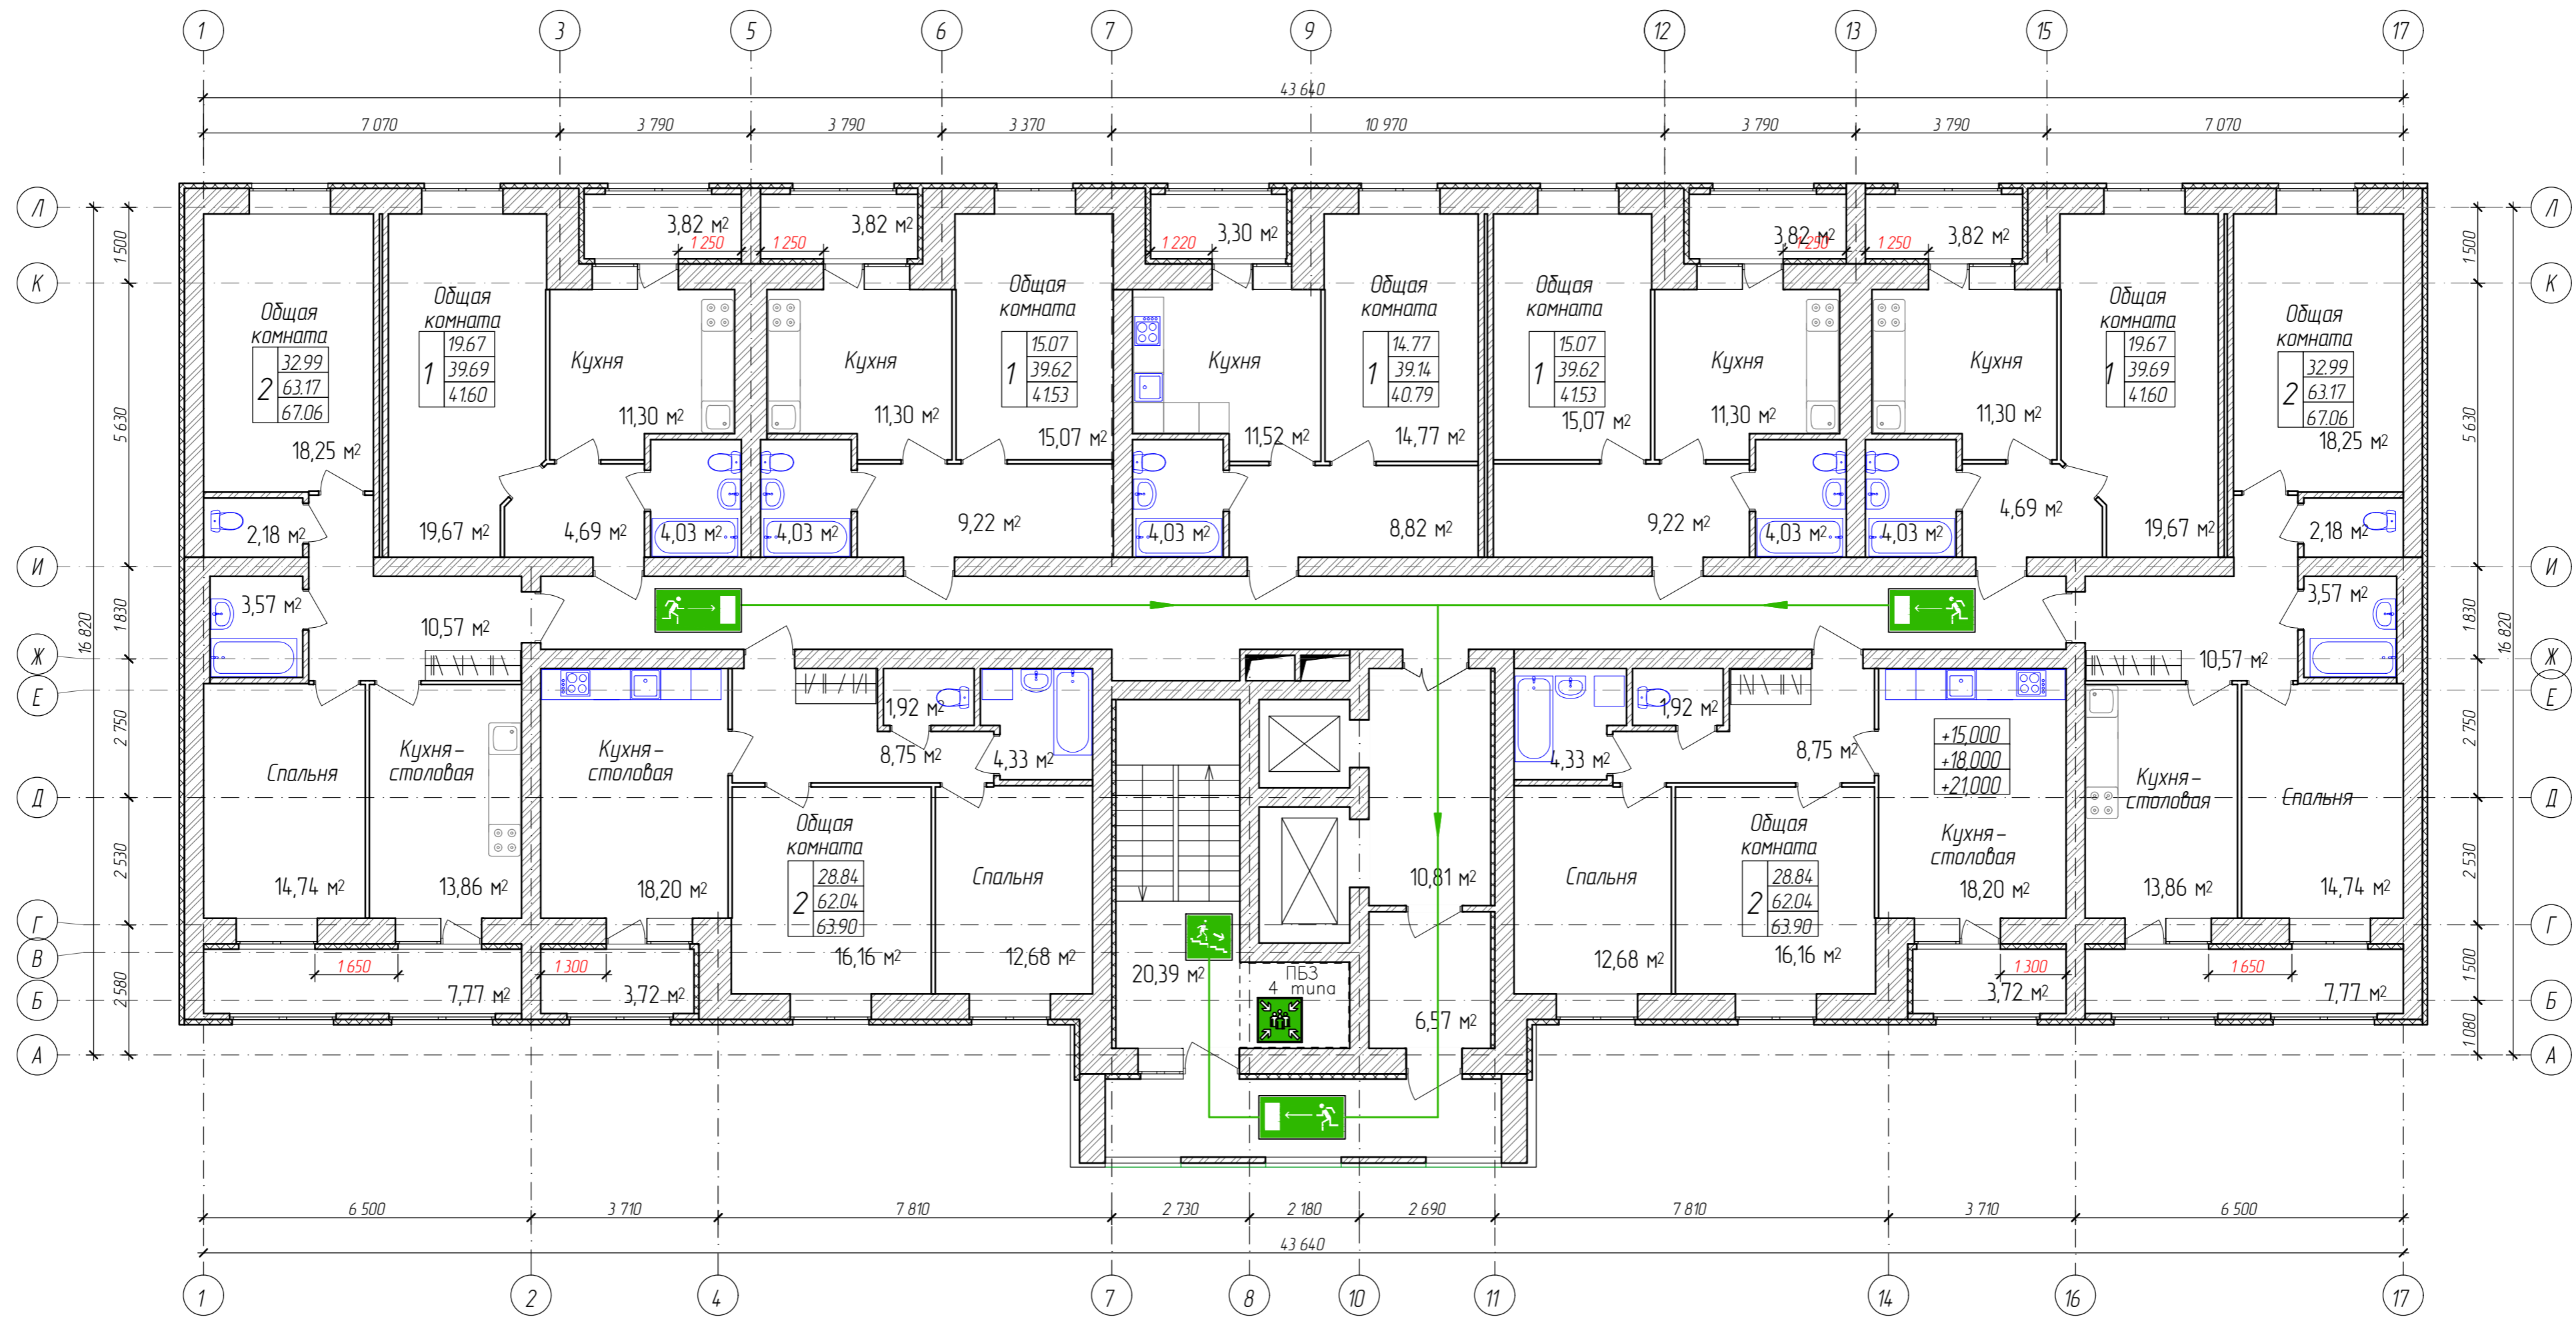 1 3 5 6 7 9 12 13 15 17
43 640
7 070 3 790 3 790 3 370 10 970 3 790 3 790 7 070
Л Л
3,82 м² 3,82 м² 3,30 м² 3,82 м² 3,82 м²
1 250 1 250 1 220 1 250 1 250
1 500 1 500
К К
Общая комната
2 32.99 63.17 67.06
18,25 м²
Общая комната
1 19.67 39.69 41.60
19,67 м²
Кухня
11,30 м²
Кухня
11,30 м²
Общая комната
1 15.07 39.62 41.53
15,07 м²
Кухня
11,52 м²
Общая комната
1 14.77 39.14 40.79
14,77 м²
Общая комната
1 15.07 39.62 41.53
15,07 м²
Кухня
11,30 м²
Кухня
11,30 м²
Общая комната
1 19.67 39.69 41.60
19,67 м²
Общая комната
2 32.99 63.17 67.06
18,25 м²
5 630 5 630
2,18 м² 4,69 м² 4,03 м² 4,03 м² 9,22 м² 4,03 м² 8,82 м² 9,22 м² 4,03 м² 4,03 м² 4,69 м² 2,18 м²
И И
3,57 м² 3,57 м²
10,57 м² 10,57 м²
16 820 1 830 1 830 16 820
Ж Ж
Е Е
1,92 м² 1,92 м²
8,75 м² 4,33 м² 4,33 м² 8,75 м²
2 750 2 750
+15,000
+18,000
+21,000
Спальня
14,74 м²
Кухня-
столовая
13,86 м²
Кухня-
столовая
18,20 м²
Общая
комната
2 28.84 62.04 63.90
16,16 м²
Спальня
12,68 м²
10,81 м²
Спальня
12,68 м²
Общая
комната
2 28.84 62.04 63.90
16,16 м²
Кухня-
столовая
18,20 м²
Кухня-
столовая
13,86 м²
Спальня
14,74 м²
Д Д
2 530 2 530
Г Г
В
1 650 1 300 20,39 м² ПБЗ 1 300 1 650
4 типа
7,77 м² 3,72 м² 6,57 м² 3,72 м² 7,77 м²
2 580 1 500
Б Б
1 080
А А
6 500 3 710 7 810 2 730 2 180 2 690 7 810 3 710 6 500
43 640
1 2 4 7 8 10 11 14 16 17